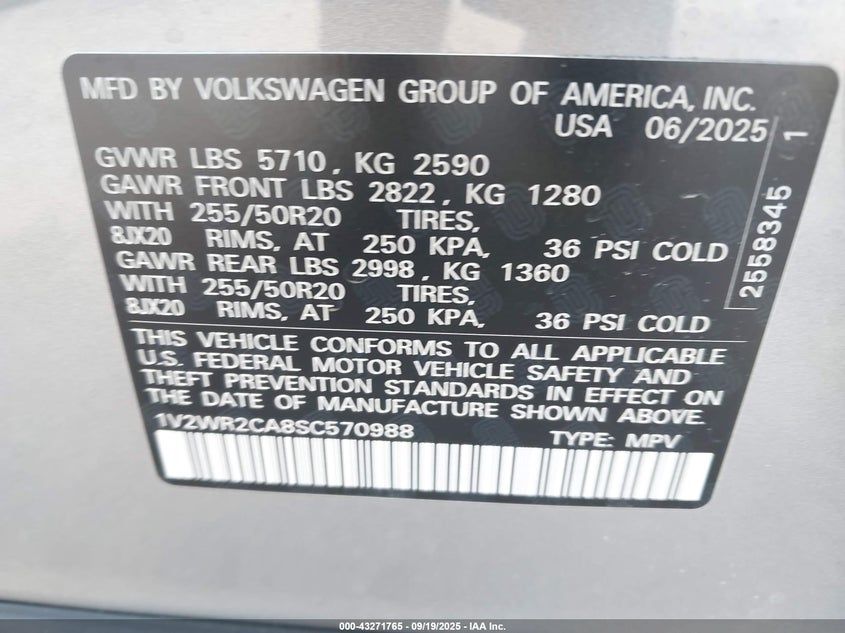 MFD BY VOLKSWAGEN GROUP OF AMERICA, INC.
USA 06/2025
GVWR LBS 5710, KG 2590
GAWR FRONT LBS 2822, KG 1280
WITH 255/50R20 TIRES,
8JX20 RIMS, AT 250 KPA, 36 PSI COLD
GAWR REAR LBS 2998, KG 1360
WITH 255/50R20 TIRES,
8JX20 RIMS, AT 250 KPA, 36 PSI COLD
2558345 1
THIS VEHICLE CONFORMS TO ALL APPLICABLE
U.S. FEDERAL MOTOR VEHICLE SAFETY AND
THEFT PREVENTION STANDARDS IN EFFECT ON
THE DATE OF MANUFACTURE SHOWN ABOVE.
1V2WR2CA8SC570988 TYPE: MPV
000-43271765 - 09/19/2025 - IAA Inc.